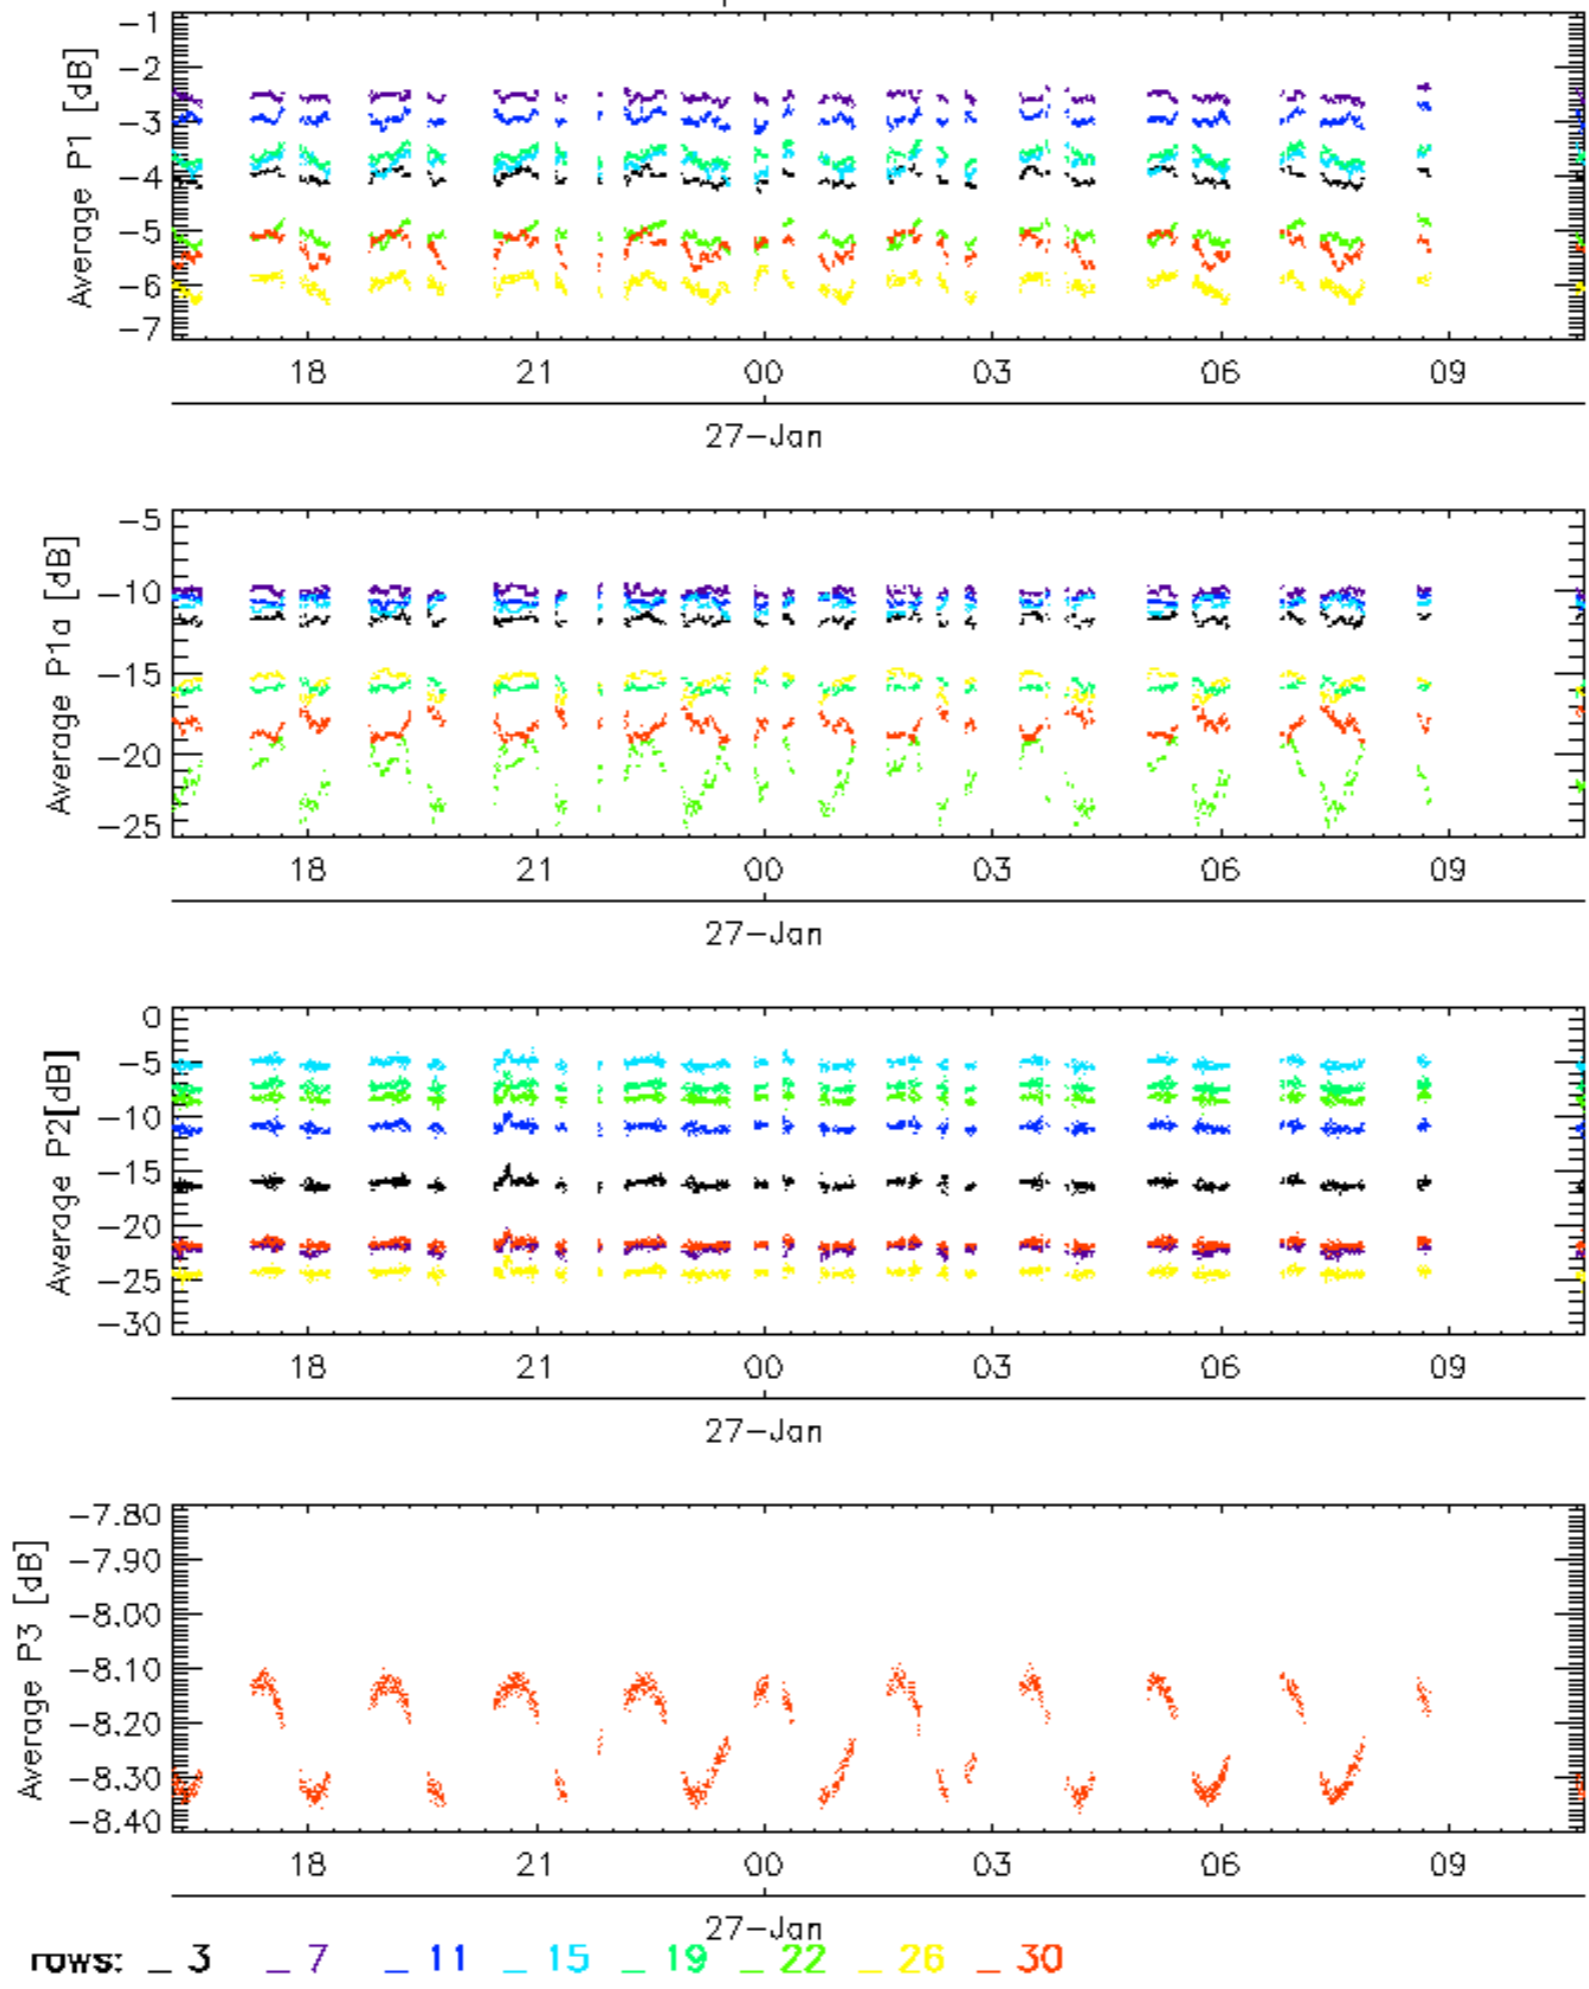 Average P1 [dB]
-1
-2
-3
-4
-5
-6
-7
18 21 00 03 06 09
27-Jan
Average P1a [dB]
-5
-10
-15
-20
-25
18 21 00 03 06 09
27-Jan
Average P2[dB]
0
-5
-10
-15
-20
-25
-30
18 21 00 03 06 09
27-Jan
Average P3 [dB]
-7.80
-7.90
-8.00
-8.10
-8.20
-8.30
-8.40
18 21 00 03 06 09
27-Jan
rows: _ 3 _ 7 _ 11 _ 15 _ 19 _ 22 _ 26 _ 30